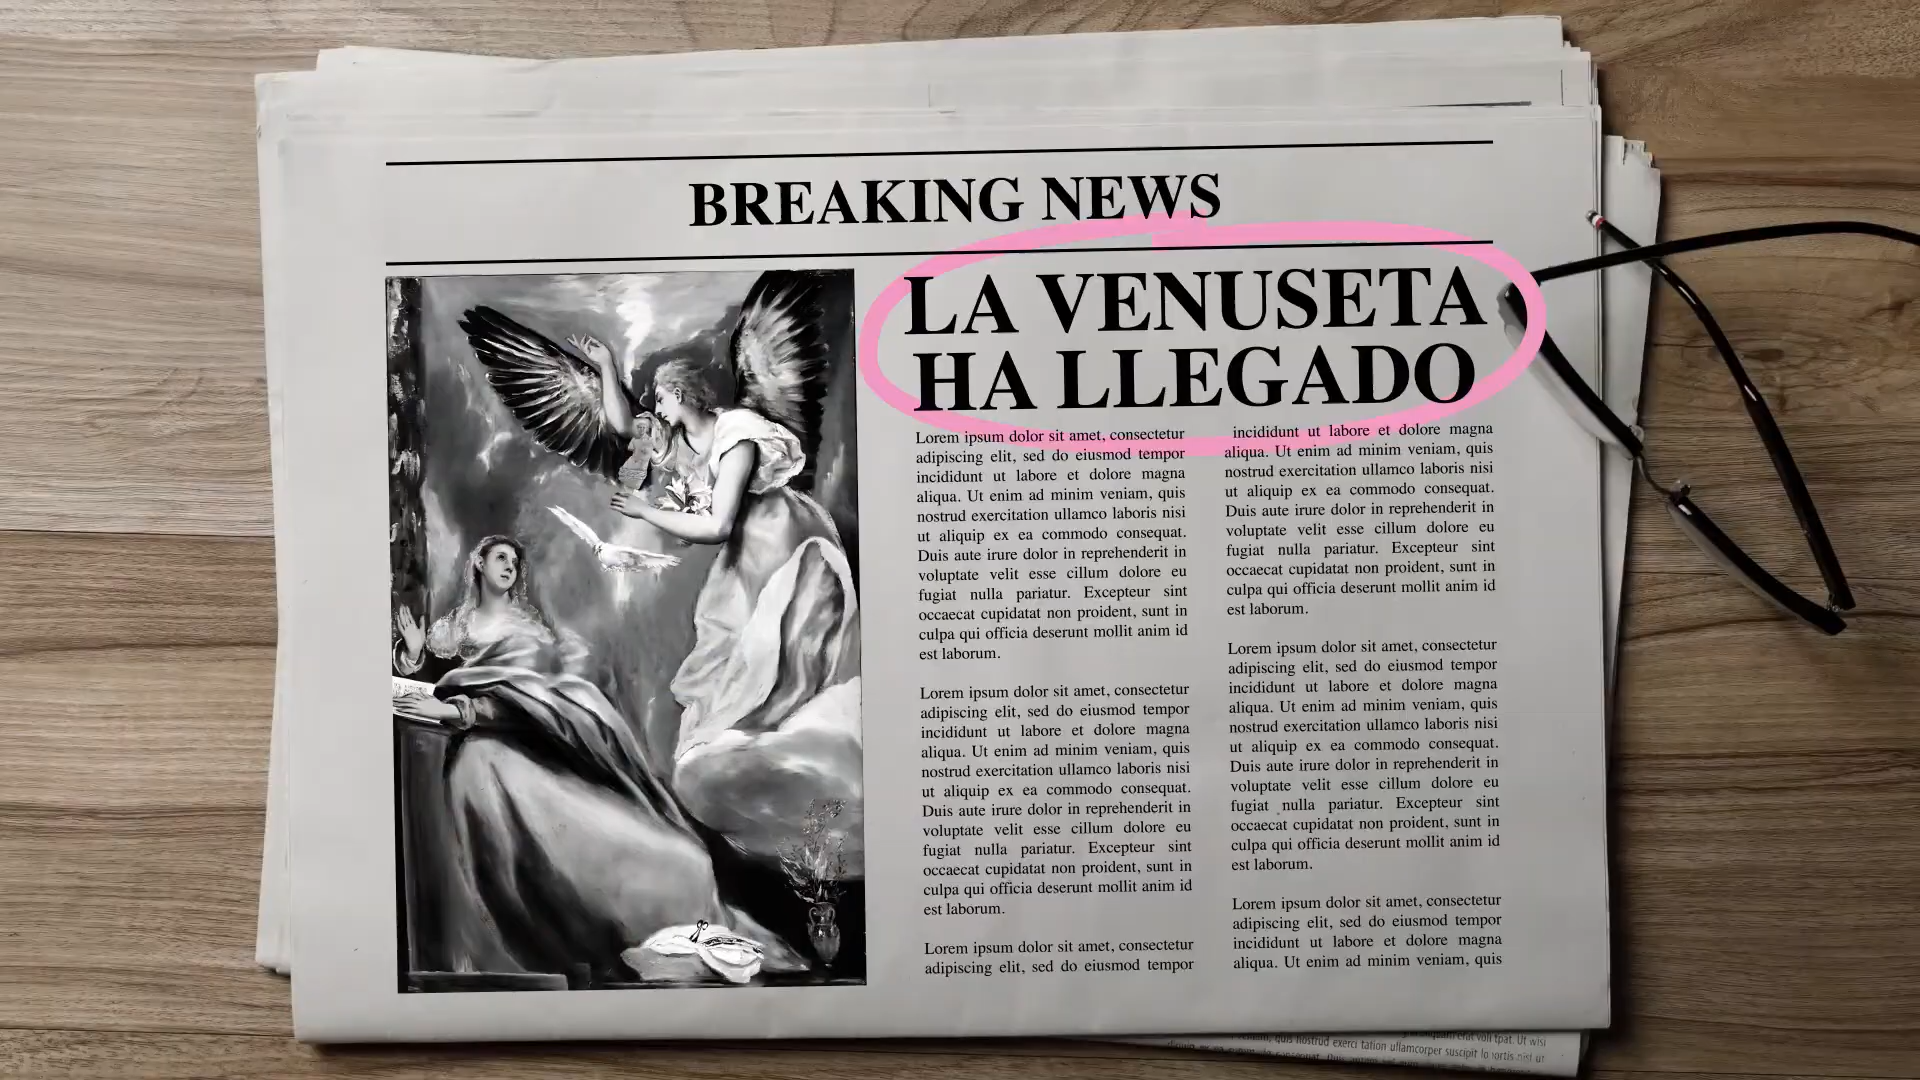 BREAKING NEWS
LA VENUSETA
HA LLEGADO
Lorem ipsum dolor sit amet, consectetur
adipiscing elit, sed do eiusmod tempor
incididunt ut labore et dolore magna
aliqua. Ut enim ad minim veniam, quis
nostrud exercitation ullamco laboris nisi
ut aliquip ex ea commodo consequat.
Duis aute irure dolor in reprehenderit in
voluptate velit esse cillum dolore eu
fugiat nulla pariatur. Excepteur sint
occaecat cupidatat non proident, sunt in
culpa qui officia deserunt mollit anim id
est laborum.
Lorem ipsum dolor sit amet, consectetur
adipiscing elit, sed do eiusmod tempor
incididunt ut labore et dolore magna
aliqua. Ut enim ad minim veniam, quis
nostrud exercitation ullamco laboris nisi
ut aliquip ex ea commodo consequat.
Duis aute irure dolor in reprehenderit in
voluptate velit esse cillum dolore eu
fugiat nulla pariatur. Excepteur sint
occaecat cupidatat non proident, sunt in
culpa qui officia deserunt mollit anim id
est laborum.
Lorem ipsum dolor sit amet, consectetur
adipiscing elit, sed do eiusmod tempor
incididunt ut labore et dolore magna
aliqua. Ut enim ad minim veniam, quis
nostrud exercitation ullamco laboris nisi
ut aliquip ex ea commodo consequat.
Duis aute irure dolor in reprehenderit in
voluptate velit esse cillum dolore eu
fugiat nulla pariatur. Excepteur sint
occaecat cupidatat non proident, sunt in
culpa qui officia deserunt mollit anim id
est laborum.
Lorem ipsum dolor sit amet, consectetur
adipiscing elit, sed do eiusmod tempor
incididunt ut labore et dolore magna
aliqua. Ut enim ad minim veniam, quis
nostrud exercitation ullamco laboris nisi
ut aliquip ex ea commodo consequat.
Duis aute irure dolor in reprehenderit in
voluptate velit esse cillum dolore eu
fugiat nulla pariatur. Excepteur sint
occaecat cupidatat non proident, sunt in
culpa qui officia deserunt mollit anim id
est laborum.
Lorem ipsum dolor sit amet, consectetur
adipiscing elit, sed do eiusmod tempor
incididunt ut labore et dolore magna
aliqua. Ut enim ad minim veniam, quis
quis nostrud exerci tation ullamcorper suscipit